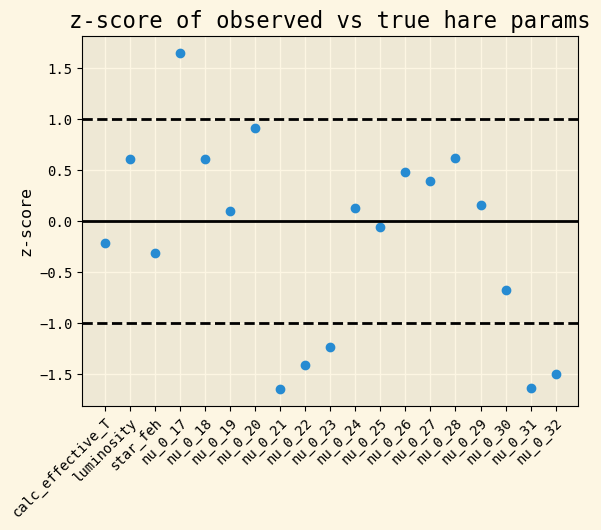 z-score of observed vs true hare params
z-score
1.5
1.0
0.5
0.0
−0.5
−1.0
−1.5
calc_effective_T
luminosity
star_feh
nu_0_17
nu_0_18
nu_0_19
nu_0_20
nu_0_21
nu_0_22
nu_0_23
nu_0_24
nu_0_25
nu_0_26
nu_0_27
nu_0_28
nu_0_29
nu_0_30
nu_0_31
nu_0_32